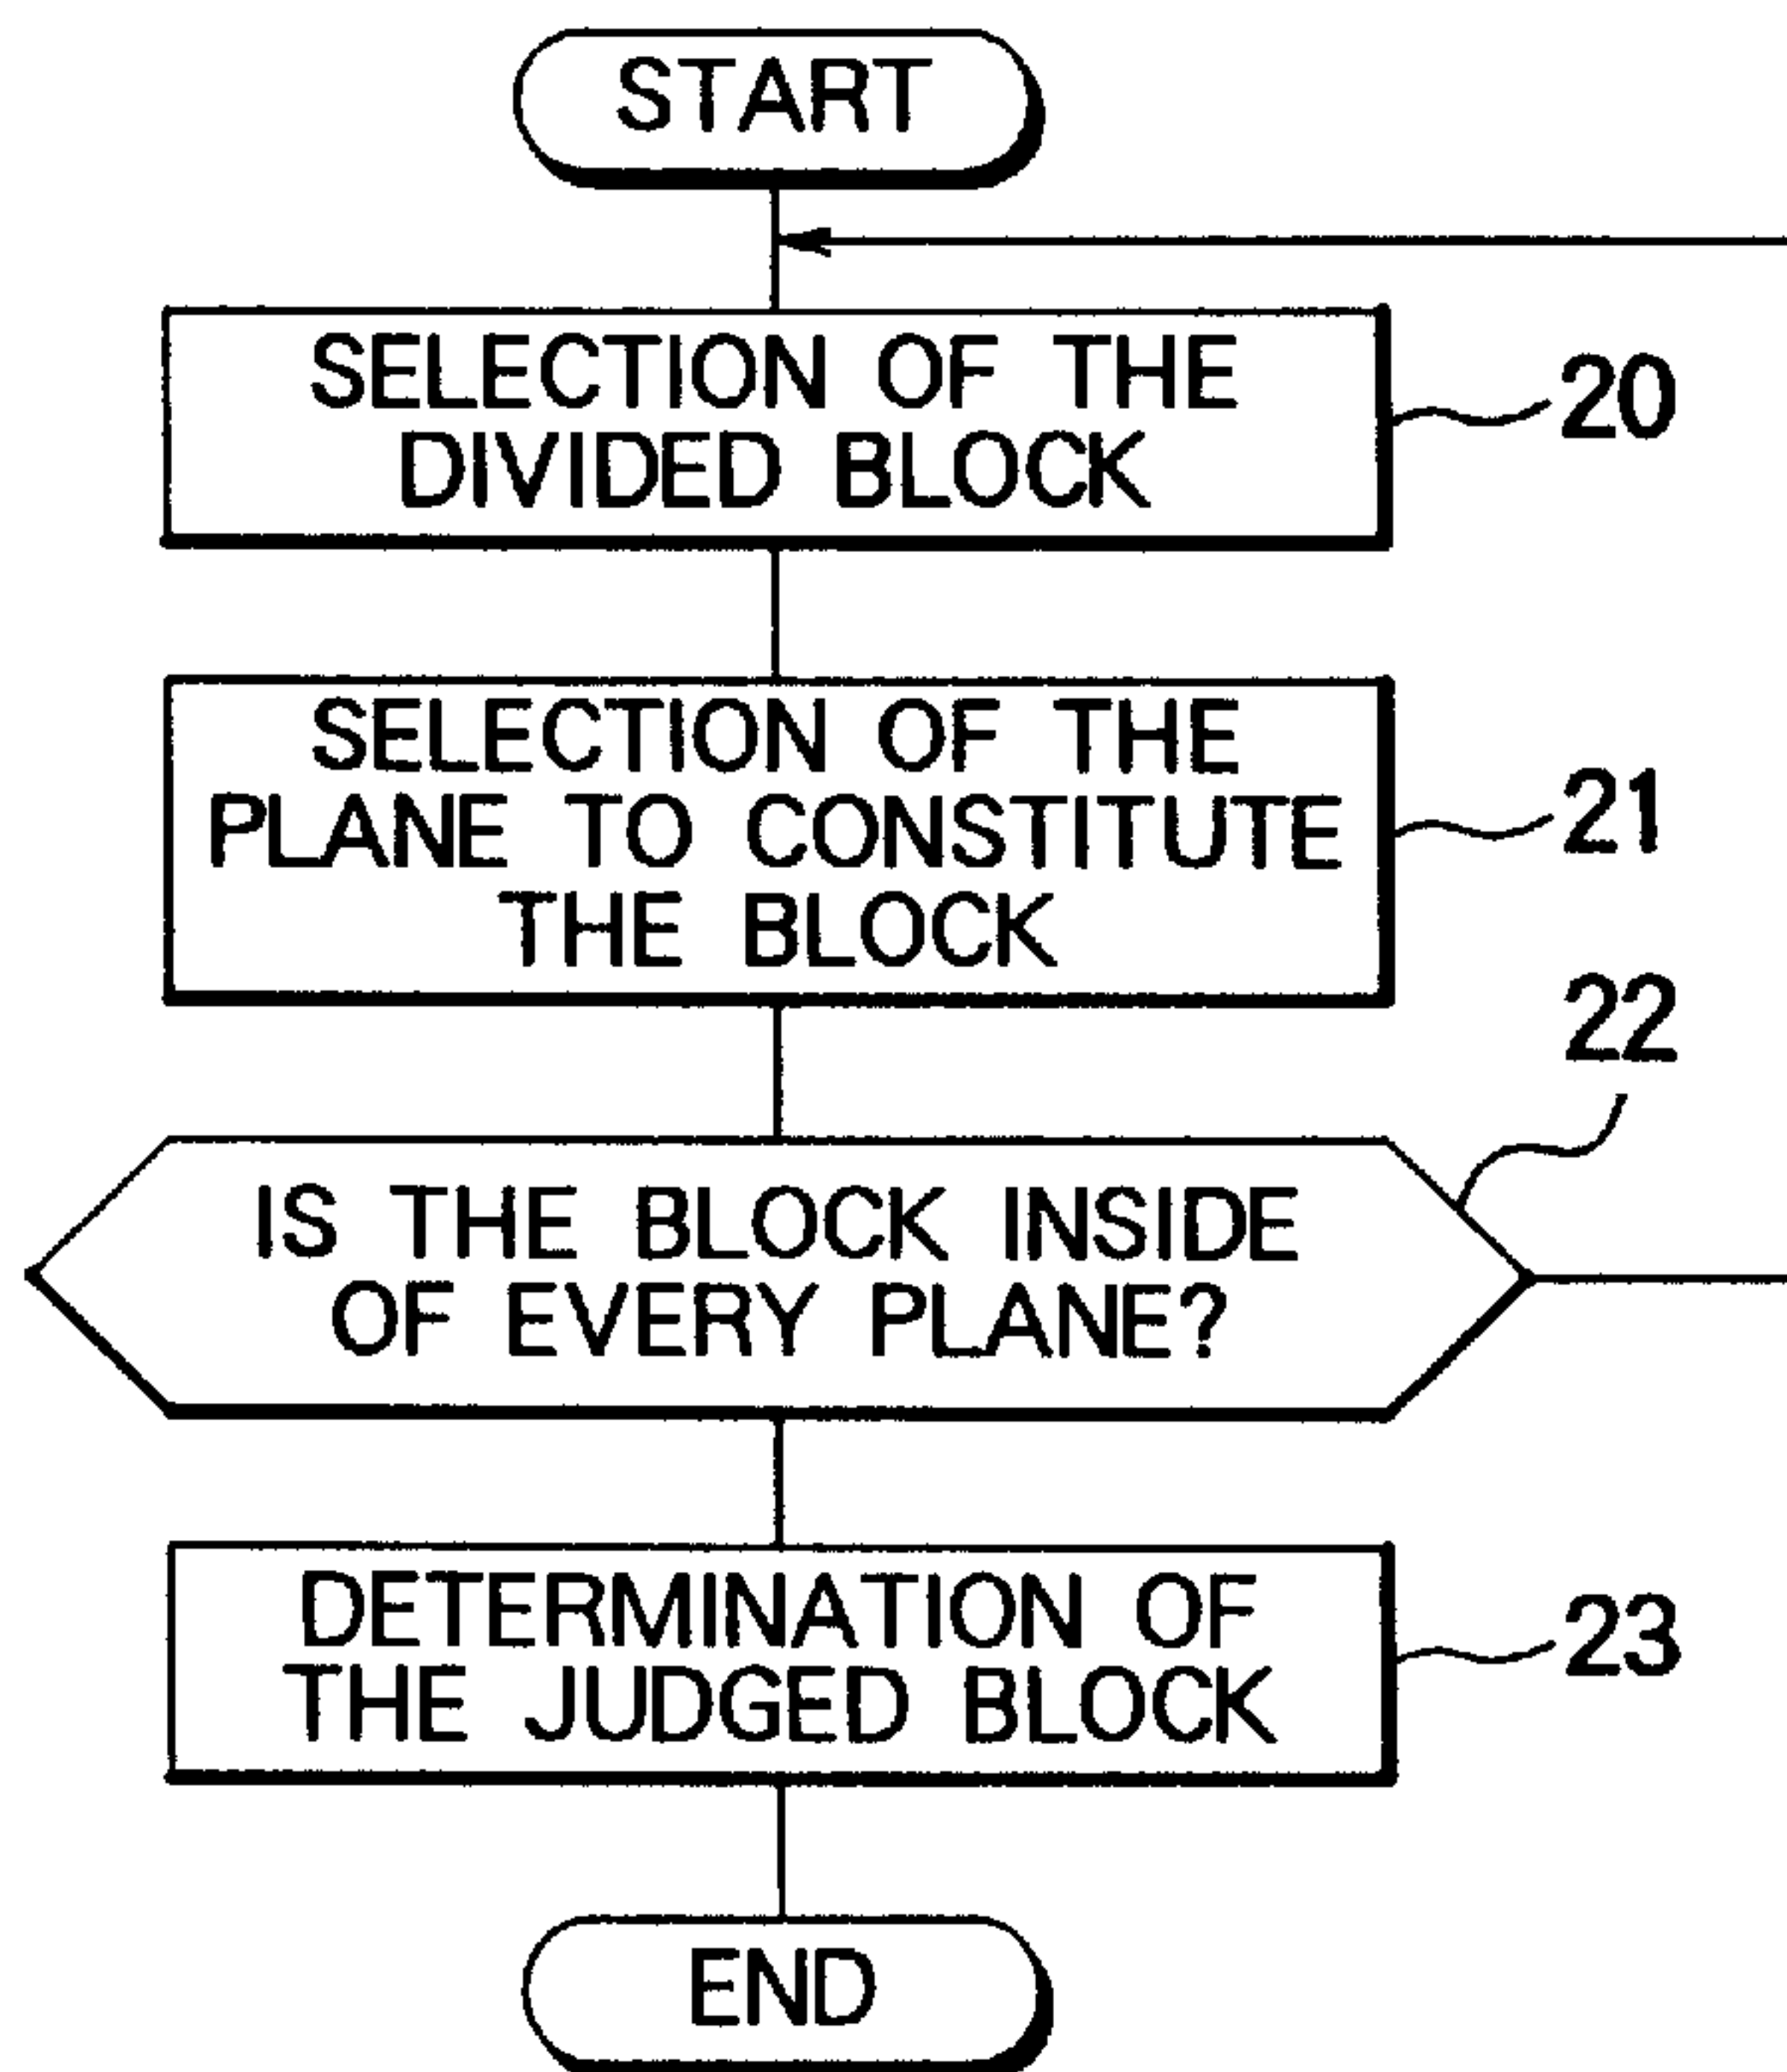 START
SELECTION OF THE
DIVIDED BLOCK
20
SELECTION OF THE
PLANE TO CONSTITUTE
THE BLOCK
21
22
IS THE BLOCK INSIDE
OF EVERY PLANE?
DETERMINATION OF
THE JUDGED BLOCK
23
END